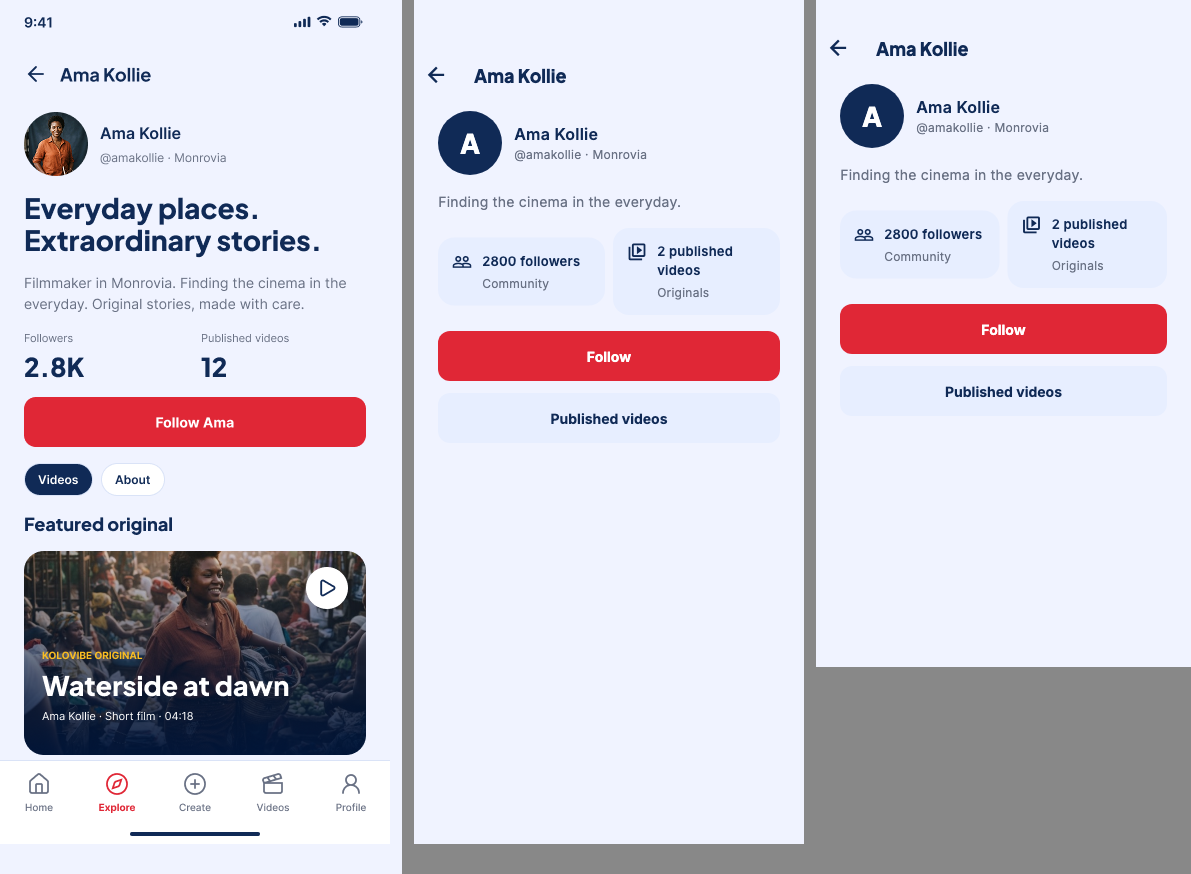 9:41
Ama Kollie
Ama Kollie
@amakollie · Monrovia
Everyday places.
Extraordinary stories.
Filmmaker in Monrovia. Finding the cinema in the
everyday. Original stories, made with care.
Followers
Published videos
2.8K
12
Follow Ama
Videos
About
Featured original
KOLOVIBE ORIGINAL
Waterside at dawn
Ama Kollie · Short film · 04:18
Home
Explore
Create
Videos
Profile
Ama Kollie
A
Ama Kollie
@amakollie · Monrovia
Finding the cinema in the everyday.
2800 followers
Community
2 published
videos
Originals
Follow
Published videos
Ama Kollie
A
Ama Kollie
@amakollie · Monrovia
Finding the cinema in the everyday.
2800 followers
Community
2 published
videos
Originals
Follow
Published videos